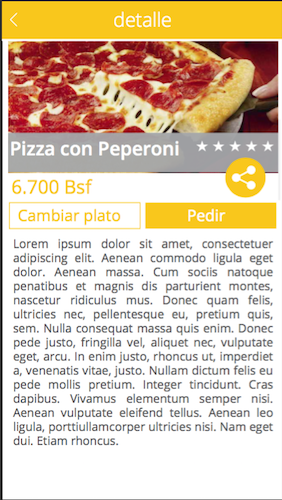 detalle
Pizza con Peperoni
6.700 Bsf
Cambiar plato
Pedir
Lorem ipsum dolor sit amet, consectetuer
adipiscing elit. Aenean commodo ligula eget
dolor. Aenean massa. Cum sociis natoque
penatibus et magnis dis parturient montes,
nascetur ridiculus mus. Donec quam felis,
ultricies nec, pellentesque eu, pretium quis,
sem. Nulla consequat massa quis enim. Donec
pede justo, fringilla vel, aliquet nec, vulputate
eget, arcu. In enim justo, rhoncus ut, imperdiet
a, venenatis vitae, justo. Nullam dictum felis eu
pede mollis pretium. Integer tincidunt. Cras
dapibus. Vivamus elementum semper nisi.
Aenean vulputate eleifend tellus. Aenean leo
ligula, porttiullamcorper ultricies nisi. Nam eget
dui. Etiam rhoncus.